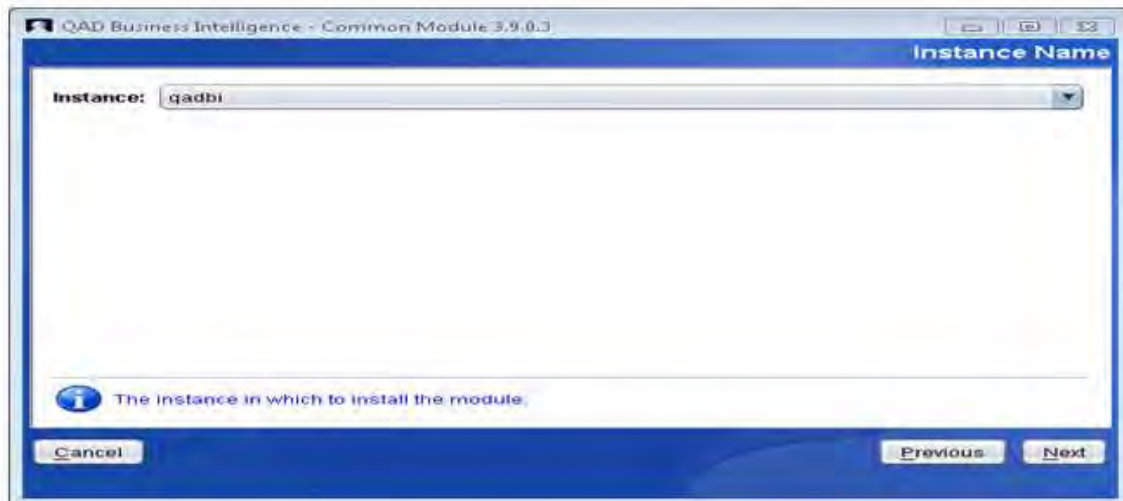 QAD Business Intelligence - Common Module 3.9.0.3
Instance Name
Instance: qadbi
The instance in which to install the module.
Cancel
Previous
Next